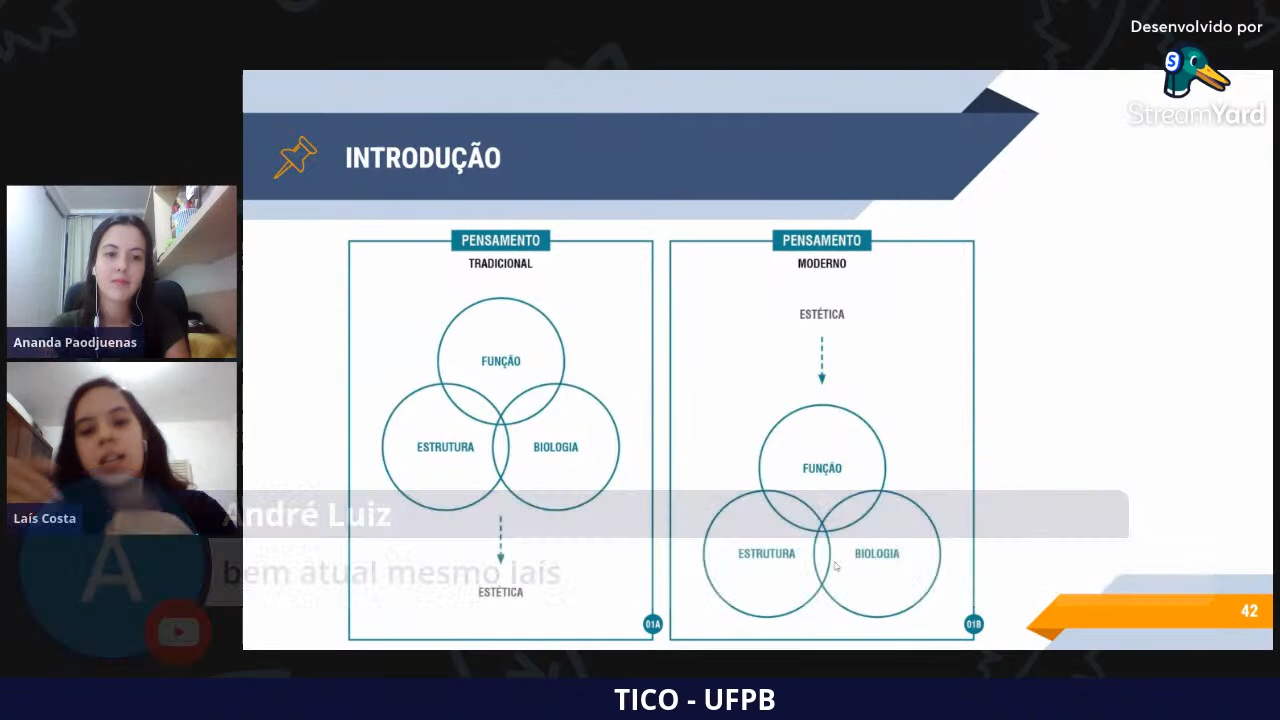 Desenvolvido por
StreamYard
INTRODUÇÃO
PENSAMENTO
TRADICIONAL
FUNÇÃO
ESTRUTURA
BIOLOGIA
ESTÉTICA
01A
PENSAMENTO
MODERNO
ESTÉTICA
FUNÇÃO
ESTRUTURA
BIOLOGIA
01B
42
Ananda Paodjuenas
Laís Costa
A
André Luiz
bem atual mesmo laís
TICO - UFPB